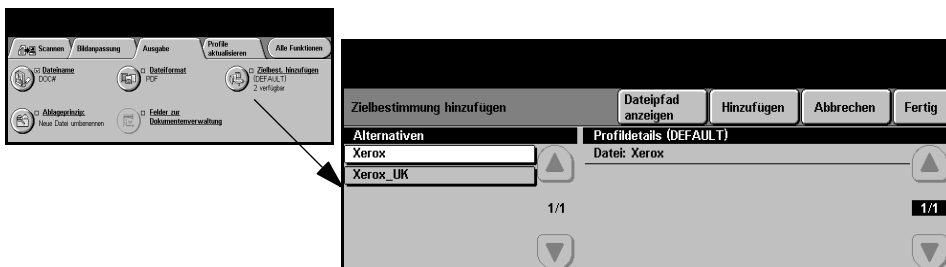 Scannen
Bildanpassung
Ausgabe
Profile
aktualisieren
Alle Funktionen
Dateiname
DOC#
Dateiformat
PDF
Zielbest. hinzufügen
(DEFAULT)
2 verfügbar
Ablageprinzip:
Neue Datei umbenennen
Felder zur
Dokumentenverwaltung
Zielbestimmung hinzufügen
Dateipfad
anzeigen
Hinzufügen
Abbrechen
Fertig
Alternativen
Profildetails (DEFAULT)
Xerox
Datei: Xerox
Xerox_UK
1/1
1/1